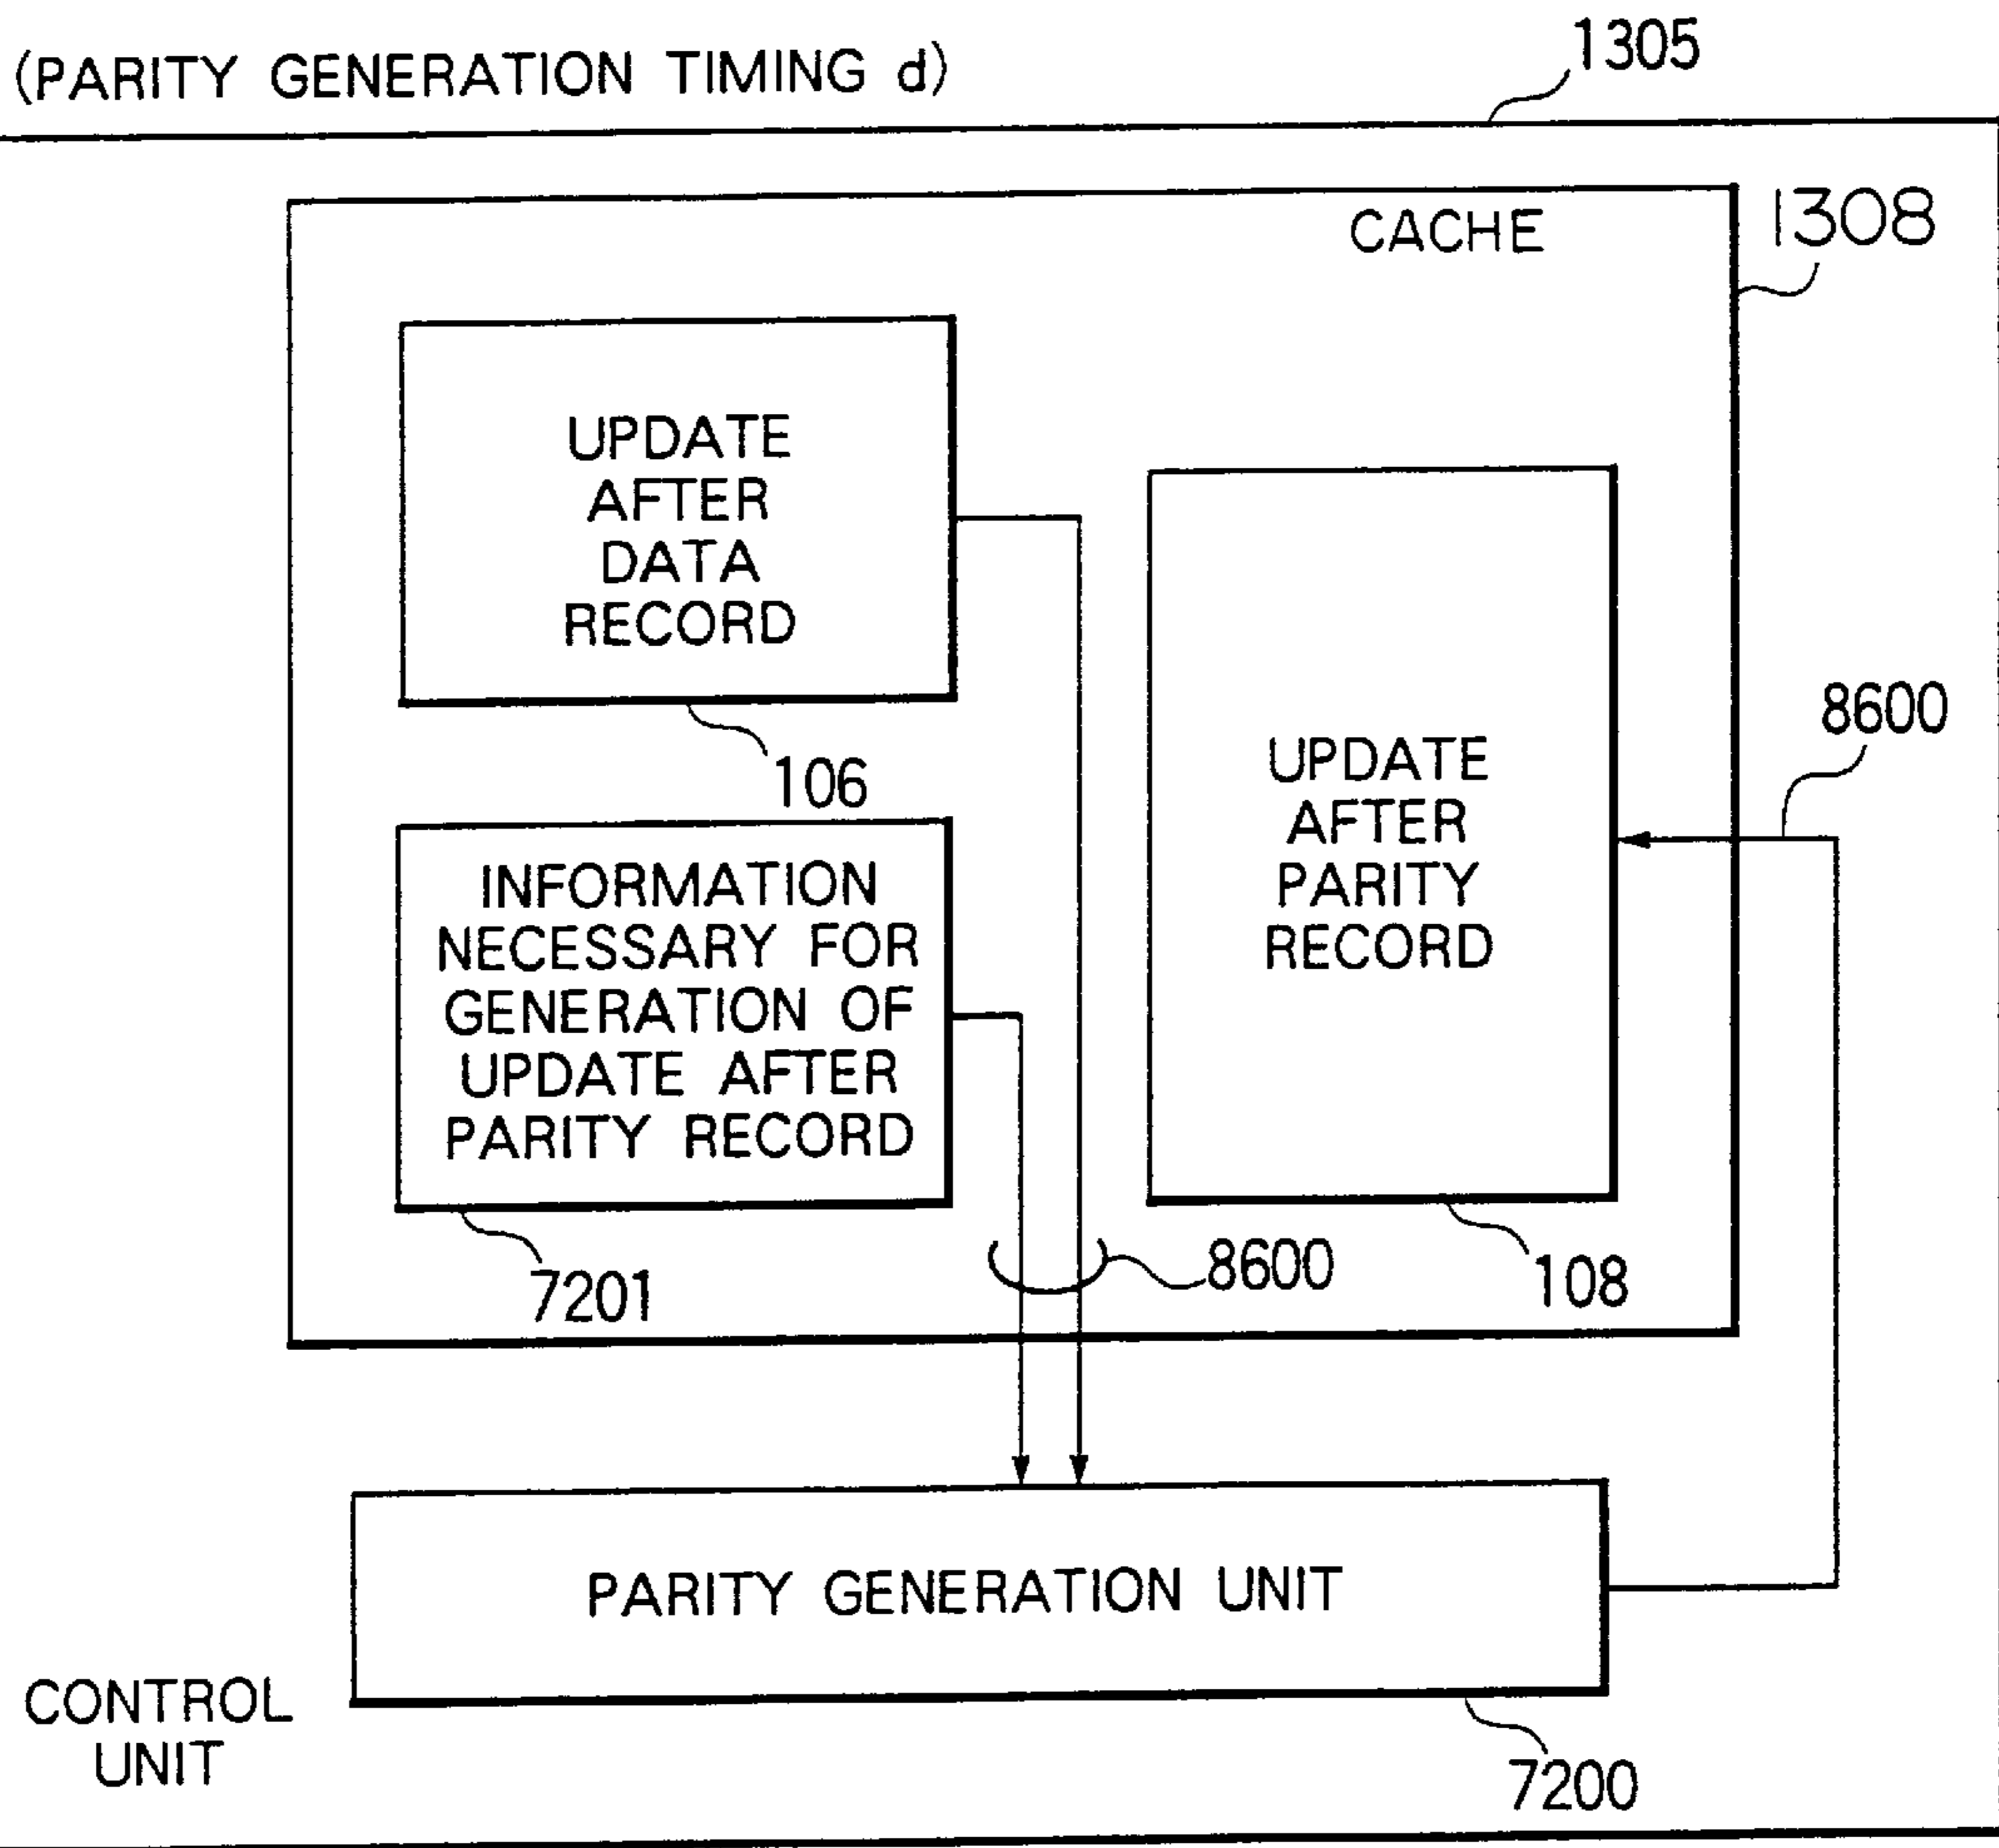 (PARITY GENERATION TIMING d)
1305
CACHE
1308
UPDATE
AFTER
DATA
RECORD
106
UPDATE
AFTER
PARITY
RECORD
8600
INFORMATION
NECESSARY FOR
GENERATION OF
UPDATE AFTER
PARITY RECORD
7201
8600
108
PARITY GENERATION UNIT
CONTROL
UNIT
7200